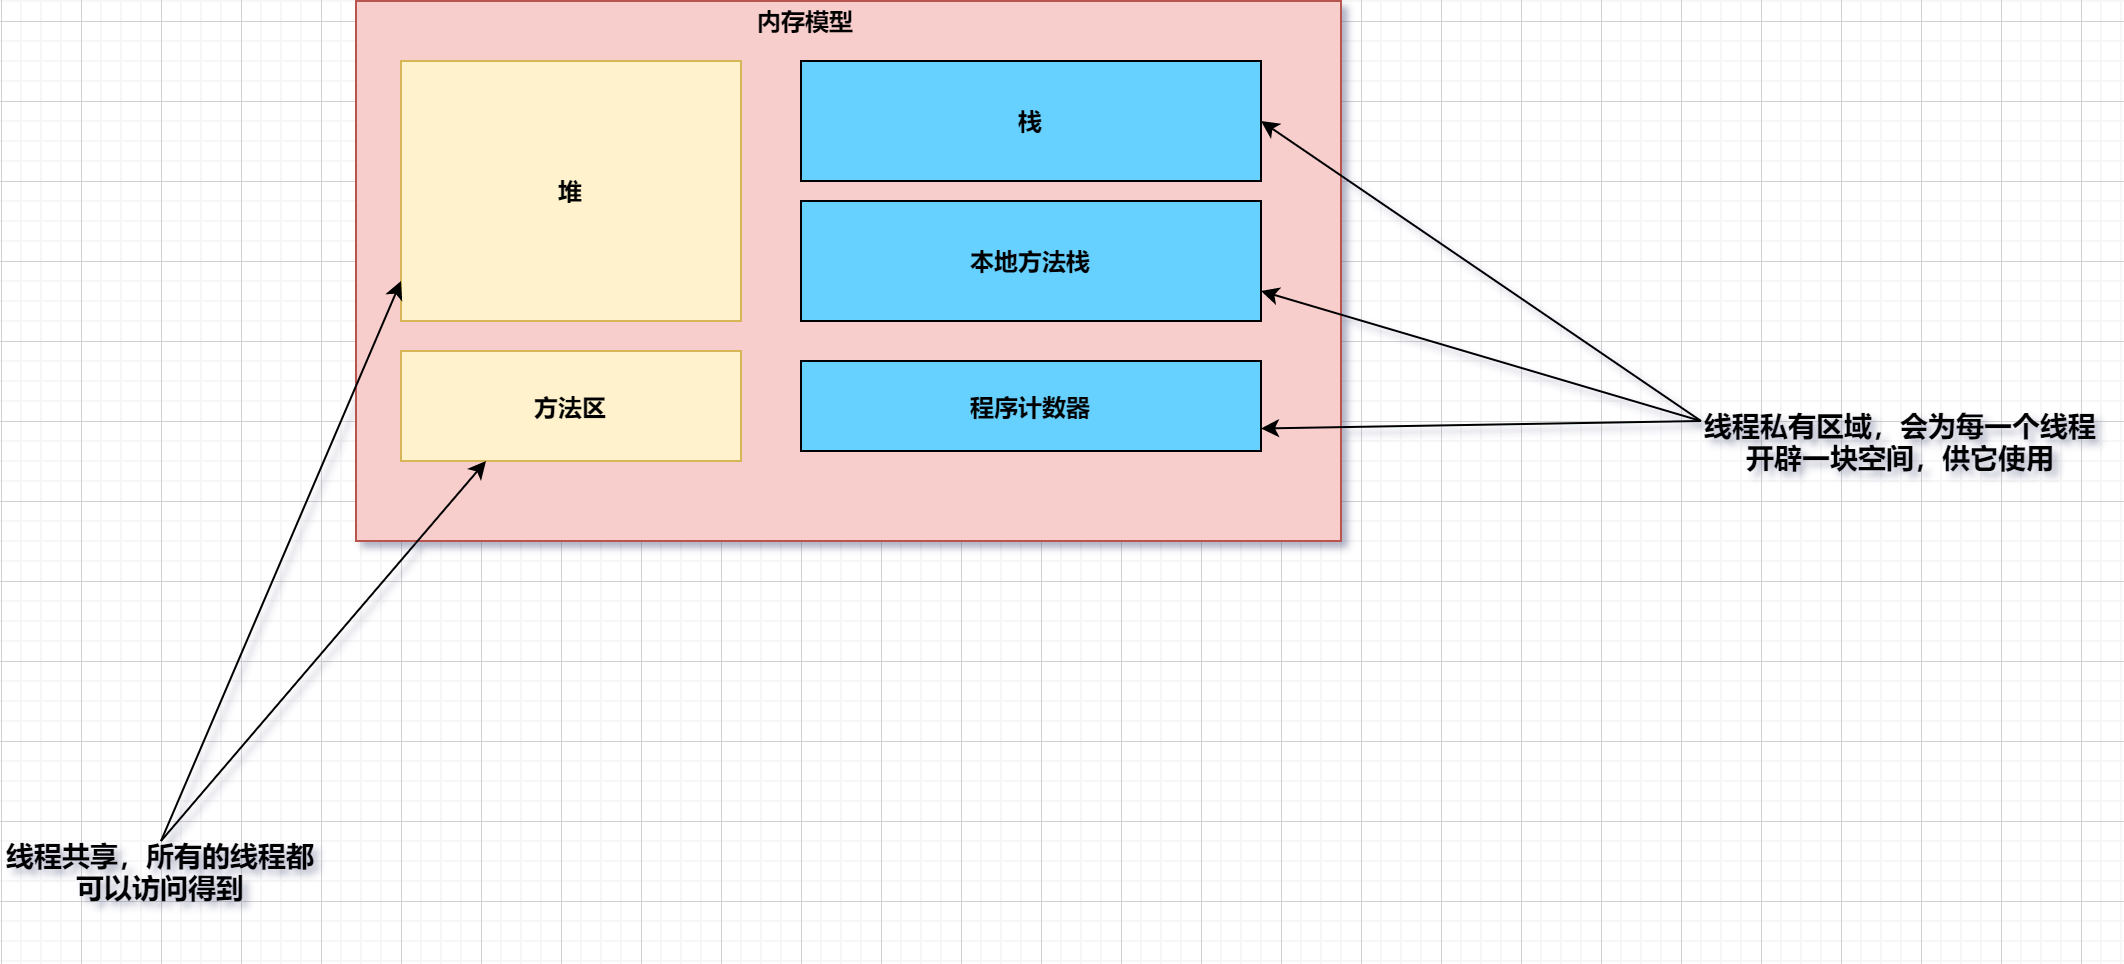 内存模型
堆
栈
本地方法栈
方法区
程序计数器
线程私有区域，会为每一个线程
开辟一块空间，供它使用
线程共享，所有的线程都
可以访问得到